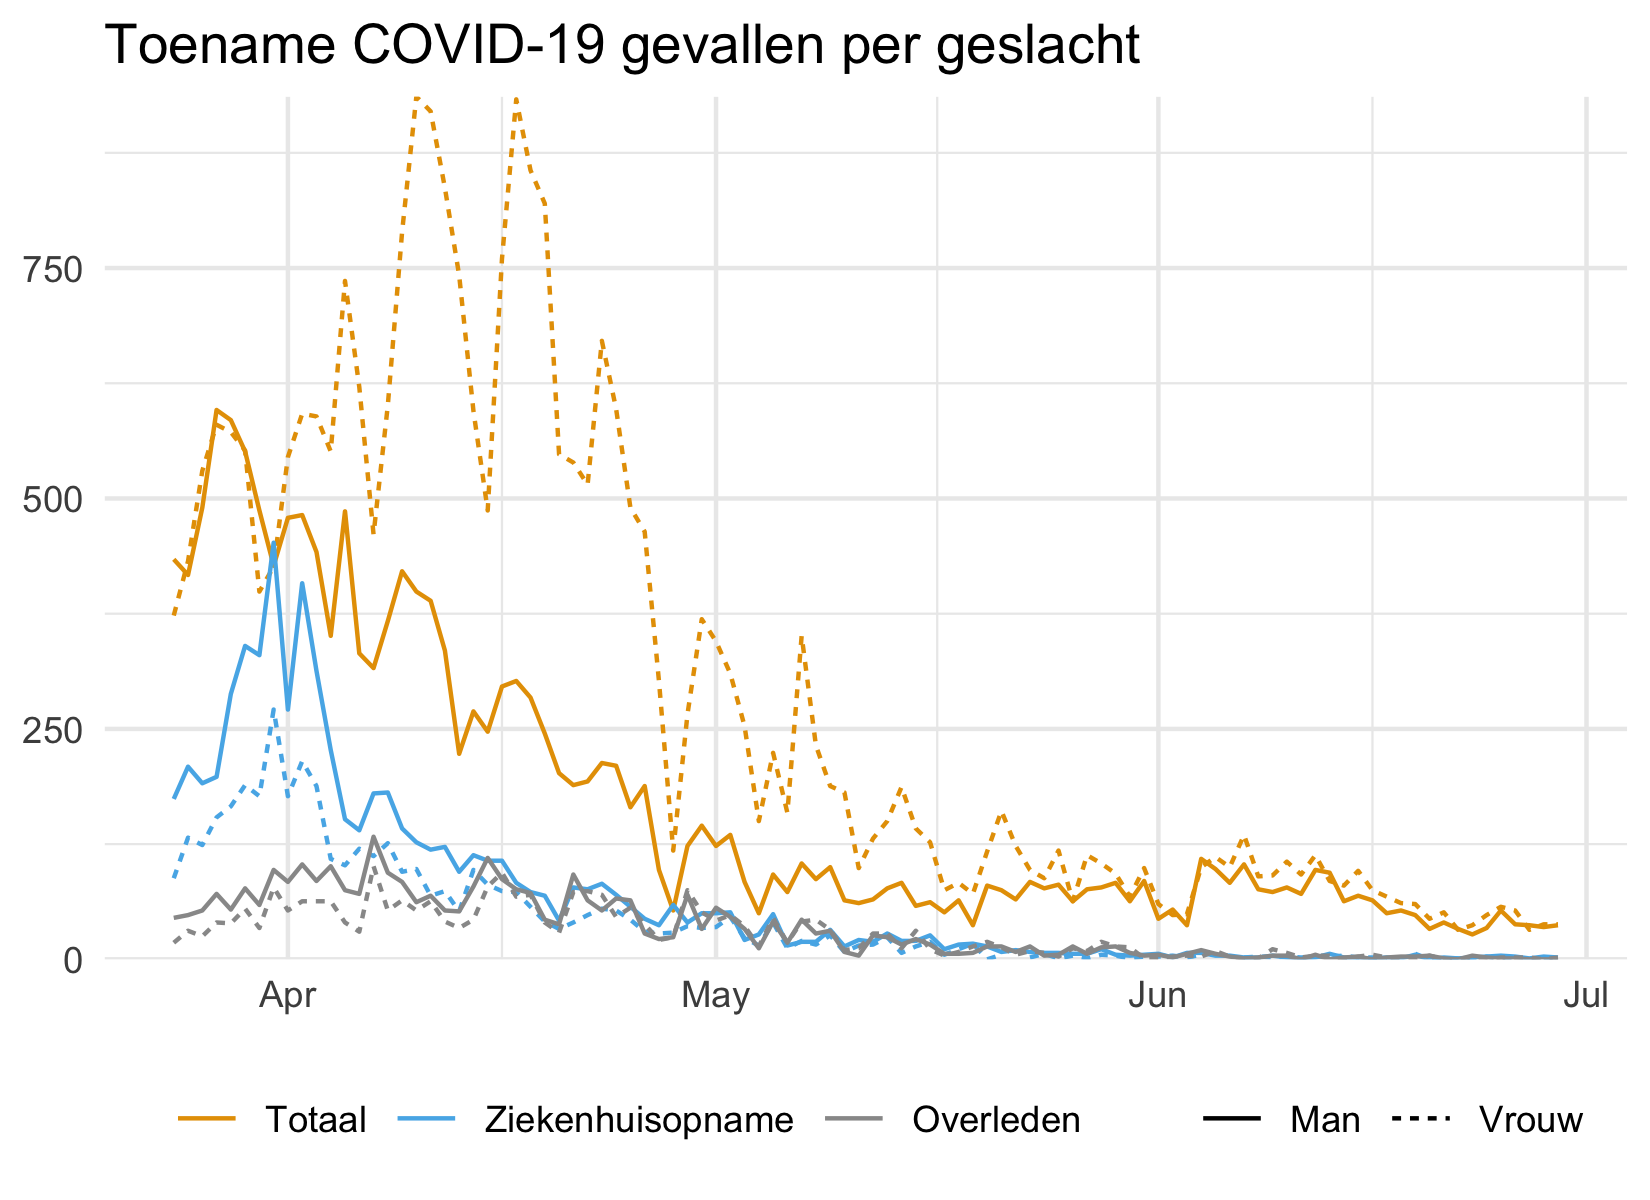 Toename COVID-19 gevallen per geslacht
750
500
250
0
Apr May Jun Jul
Totaal Ziekenhuisopname Overleden Man Vrouw